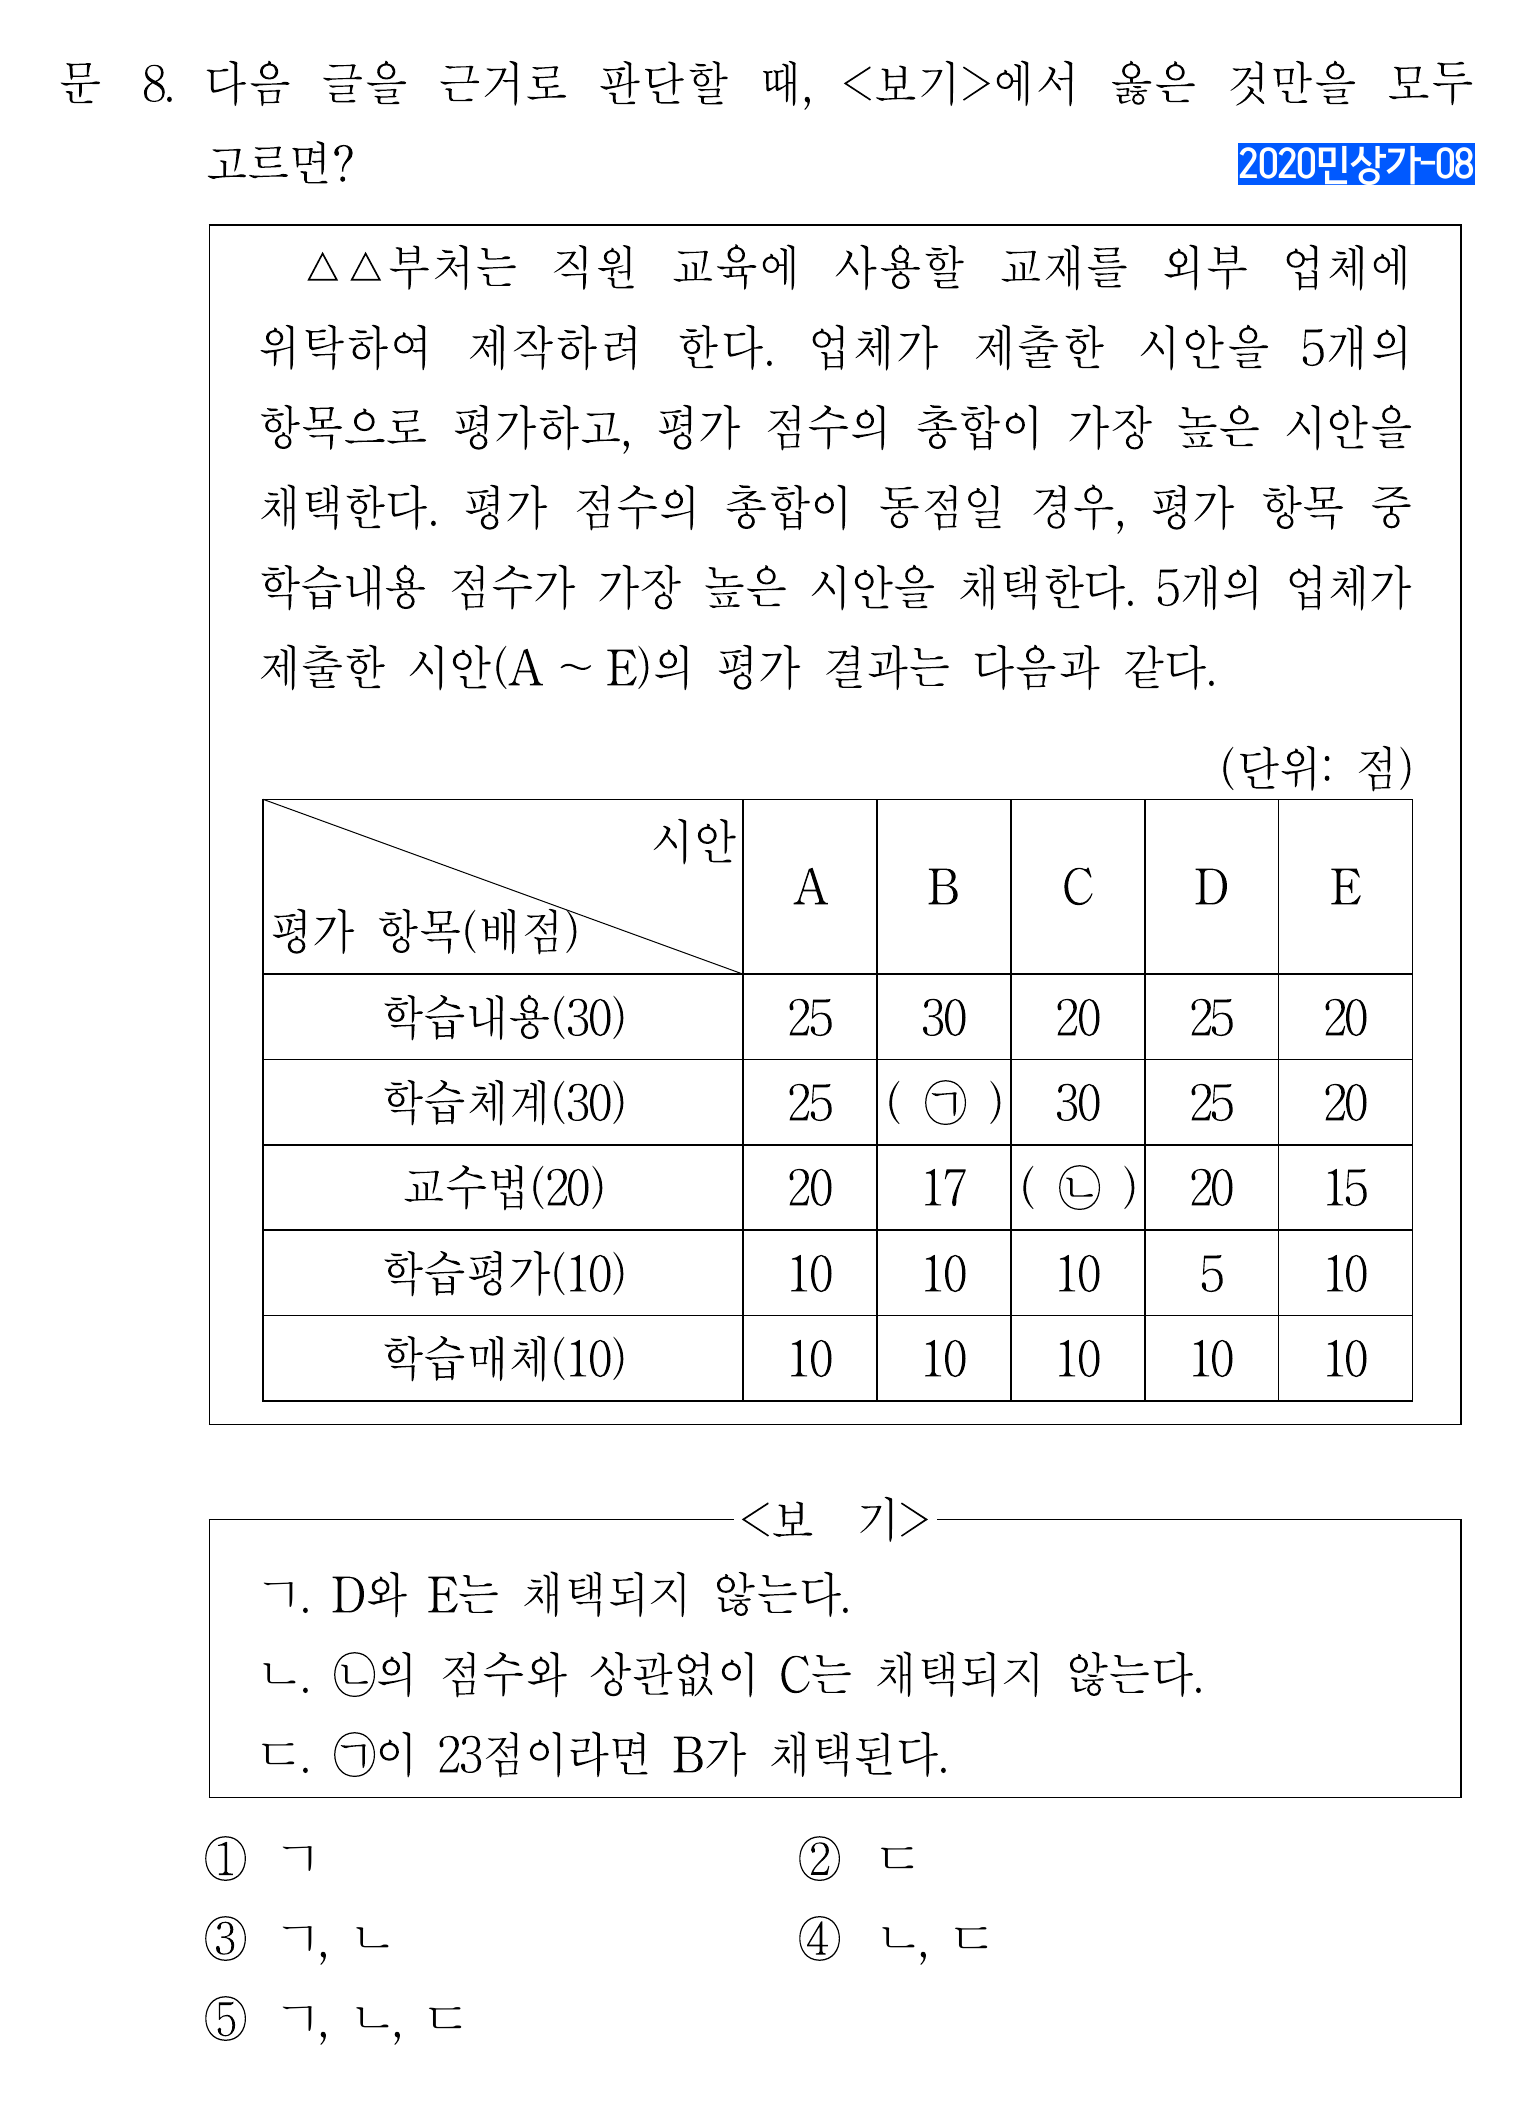 문 8. 다음 글을 근거로 판단할 때, <보기>에서 옳은 것만을 모두
고르면?
2020민상가-08
△△부처는 직원 교육에 사용할 교재를 외부 업체에
위탁하여 제작하려 한다. 업체가 제출한 시안을 5개의
항목으로 평가하고, 평가 점수의 총합이 가장 높은 시안을
채택한다. 평가 점수의 총합이 동점일 경우, 평가 항목 중
학습내용 점수가 가장 높은 시안을 채택한다. 5개의 업체가
제출한 시안(A ~ E)의 평가 결과는 다음과 같다.
(단위: 점)
시안
평가 항목(배점)
A B C D E
학습내용(30) 25 30 20 25 20
학습체계(30) 25 ( ㉠ ) 30 25 20
교수법(20) 20 17 ( ㉡ ) 20 15
학습평가(10) 10 10 10 5 10
학습매체(10) 10 10 10 10 10
<보 기>
ㄱ. D와 E는 채택되지 않는다.
ㄴ. ㉡의 점수와 상관없이 C는 채택되지 않는다.
ㄷ. ㉠이 23점이라면 B가 채택된다.
① ㄱ
② ㄷ
③ ㄱ, ㄴ
④ ㄴ, ㄷ
⑤ ㄱ, ㄴ, ㄷ